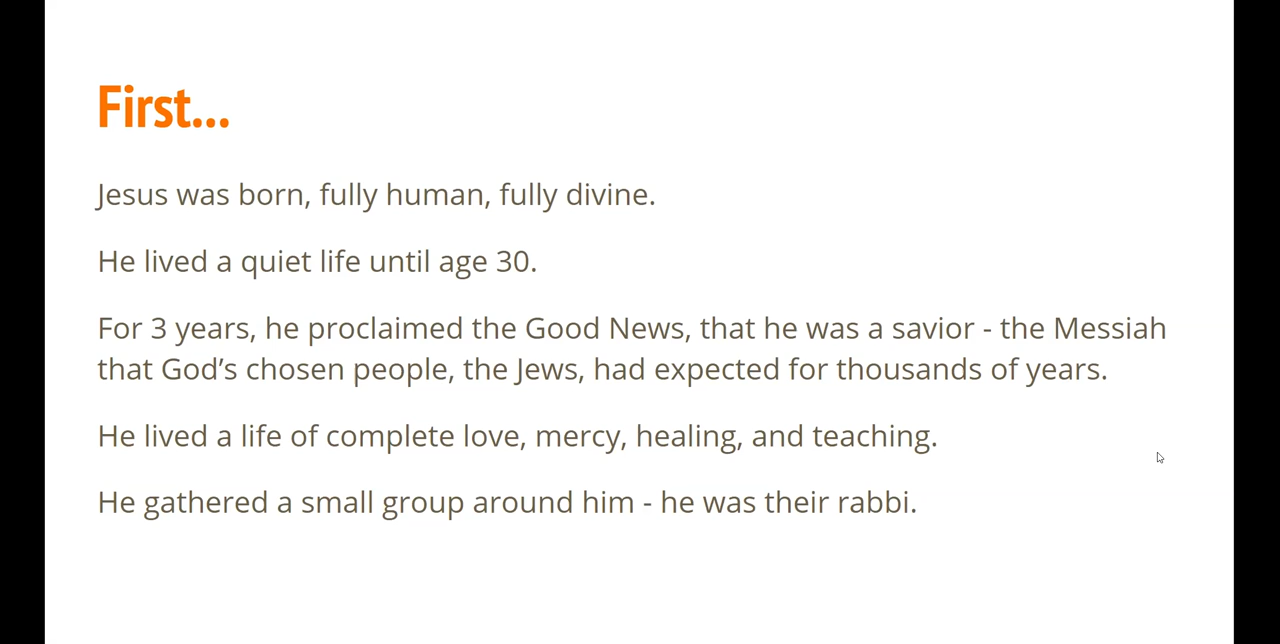 First...
Jesus was born, fully human, fully divine.
He lived a quiet life until age 30.
For 3 years, he proclaimed the Good News, that he was a savior - the Messiah
that God’s chosen people, the Jews, had expected for thousands of years.
He lived a life of complete love, mercy, healing, and teaching.
He gathered a small group around him - he was their rabbi.